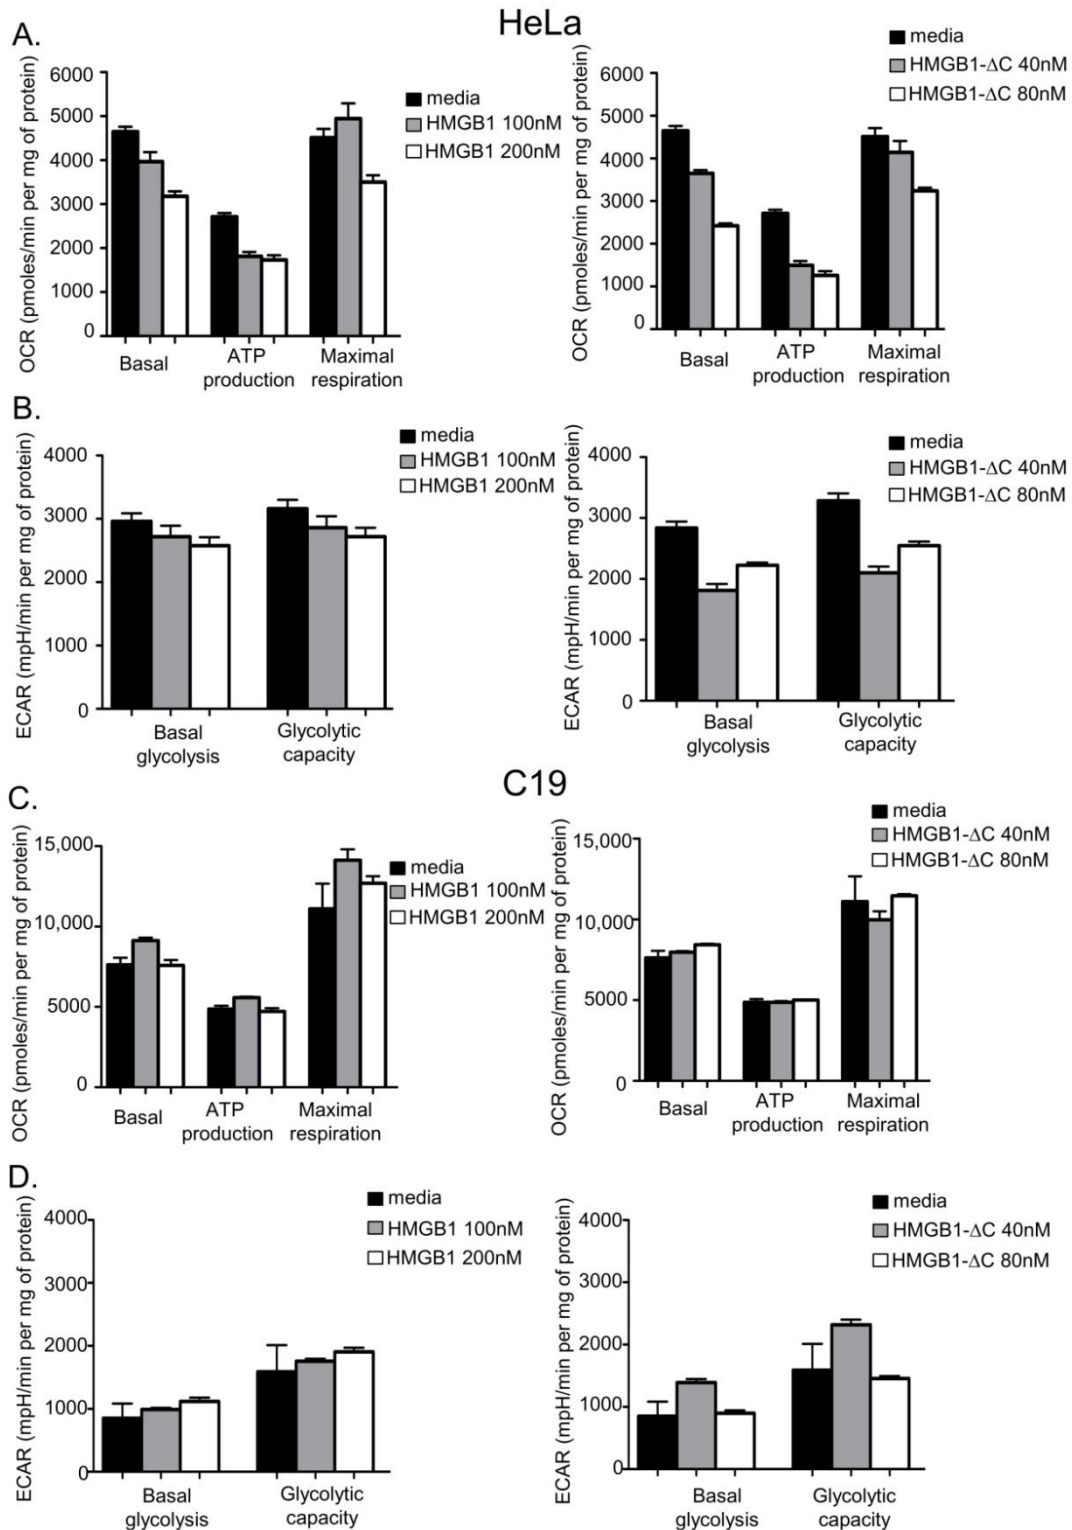 HeLa
A.
OCR (pmoles/min per mg of protein)
6000
5000
4000
3000
2000
1000
0
media
HMGB1 100nM
HMGB1 200nM
Basal
ATP
production
Maximal
respiration
OCR (pmoles/min per mg of protein)
6000
5000
4000
3000
2000
1000
0
media
HMGB1-ΔC 40nM
HMGB1-ΔC 80nM
Basal
ATP
production
Maximal
respiration
B.
ECAR (mpH/min per mg of protein)
4000
3000
2000
1000
0
media
HMGB1 100nM
HMGB1 200nM
Basal
glycolysis
Glycolytic
capacity
ECAR (mpH/min per mg of protein)
4000
3000
2000
1000
0
media
HMGB1-ΔC 40nM
HMGB1-ΔC 80nM
Basal
glycolysis
Glycolytic
capacity
C19
C.
OCR (pmoles/min per mg of protein)
15,000
10,000
5000
0
media
HMGB1 100nM
HMGB1 200nM
Basal
ATP
production
Maximal
respiration
OCR (pmoles/min per mg of protein)
15,000
10,000
5000
0
media
HMGB1-ΔC 40nM
HMGB1-ΔC 80nM
Basal
ATP
production
Maximal
respiration
D.
ECAR (mpH/min per mg of protein)
4000
3000
2000
1000
0
media
HMGB1 100nM
HMGB1 200nM
Basal
glycolysis
Glycolytic
capacity
ECAR (mpH/min per mg of protein)
4000
3000
2000
1000
0
media
HMGB1-ΔC 40nM
HMGB1-ΔC 80nM
Basal
glycolysis
Glycolytic
capacity